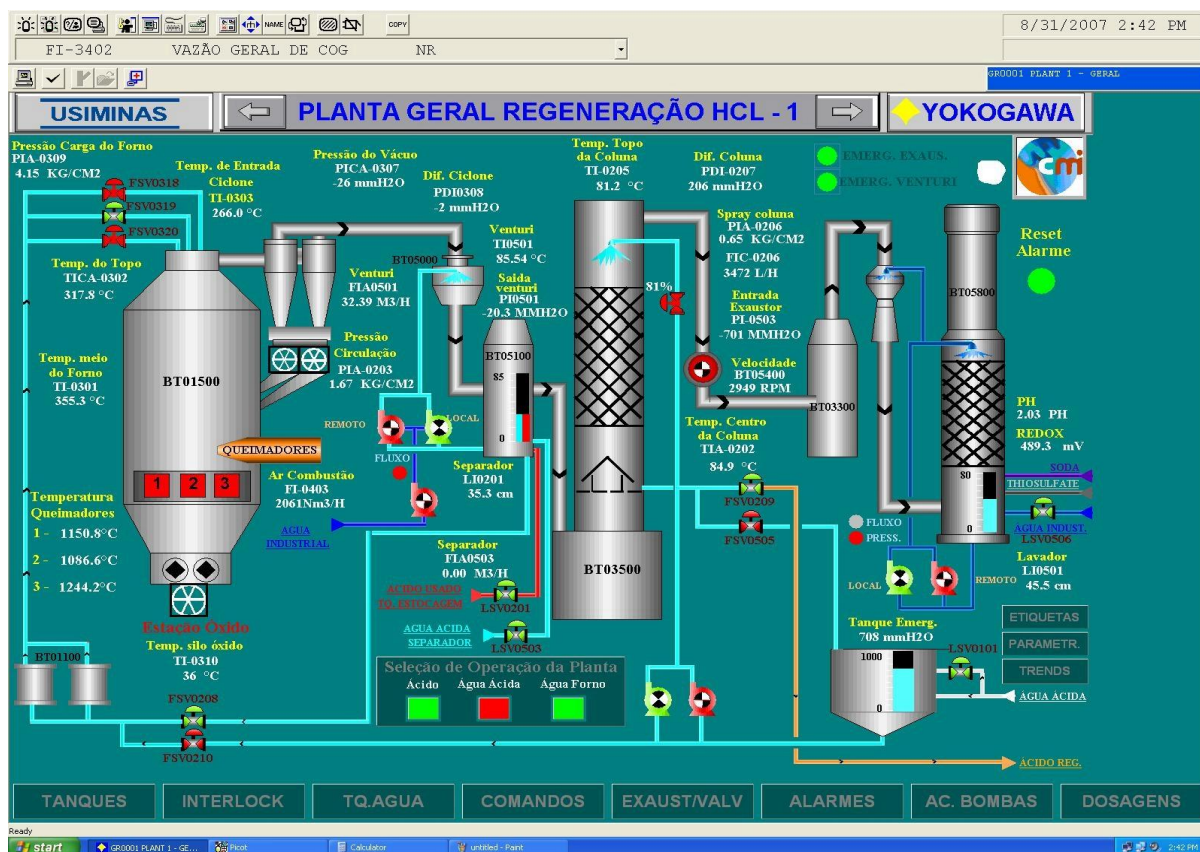 NAME
COPY
8/31/2007 2:42 PM
FI-3402 VAZÃO GERAL DE COG NR
GR0001 PLANT 1 - GERAL
USIMINAS
PLANTA GERAL REGENERAÇÃO HCL - 1
YOKOGAWA
Pressão Carga do Forno
PIA-0309
4.15 KG/CM2
FSV0318
FSV0319
FSV0320
Temp. de Entrada
Ciclone
TI-0303
266.0 °C
Pressão do Vácuo
PICA-0307
-26 mmH2O
Dif. Ciclone
PDI0308
-2 mmH2O
Temp. Topo
da Coluna
TI-0205
81.2 °C
Dif. Coluna
PDI-0207
206 mmH2O
EMERG. EXAUS.
EMERG. VENTURI
cmi
Spray coluna
PIA-0206
0.65 KG/CM2
FIC-0206
3472 L/H
Reset
Alarme
Temp. do Topo
TICA-0302
317.8 °C
Venturi
FIA0501
32.39 M3/H
BT05000
Venturi
TI0501
85.54 °C
Saida
venturi
PI0501
-20.3 MMH2O
81%
Entrada
Exaustor
PI-0503
-701 MMH2O
BT05800
Temp. meio
do Forno
TI-0301
355.3 °C
BT01500
Pressão
Circulação
PIA-0203
1.67 KG/CM2
BT05100
85
0
Velocidade
BT05400
2949 RPM
BT03300
REMOTO
LOCAL
FLUXO
QUEIMADORES
1 2 3
Temp. Centro
da Coluna
TIA-0202
84.9 °C
PH
2.03 PH
REDOX
489.3 mV
SODA
THIOSULFATE
80
0
ÁGUA INDUST.
LSV0506
Ar Combustão
FI-0403
2061Nm3/H
Separador
LI0201
35.3 cm
FSV0209
FSV0505
FLUXO
PRESS.
Temperatura
Queimadores
1 - 1150.8°C
2 - 1086.6°C
3 - 1244.2°C
AGUA
INDUSTRIAL
Separador
FIA0503
0.00 M3/H
BT03500
LOCAL
REMOTO
Lavador
LI0501
45.5 cm
ACIDO USADO
TQ. ESTOCAGEM
LSV0201
Estação Óxido
AGUA ACIDA
SEPARADOR
LSV0503
Tanque Emerg.
708 mmH2O
ETIQUETAS
PARAMETR.
TRENDS
BT01100
Temp. silo óxido
TI-0310
36 °C
Seleção de Operação da Planta
Ácido Água Ácida Água Forno
1000
0
LSV0101
ÁGUA ÁCIDA
FSV0208
FSV0210
ÁCIDO REG.
TANQUES INTERLOCK TQ.AGUA COMANDOS EXAUST/VALV ALARMES AC. BOMBAS DOSAGENS
Ready
start GR0001 PLANT 1 - GE... Picot Calculator untitled - Paint 2:42 PM